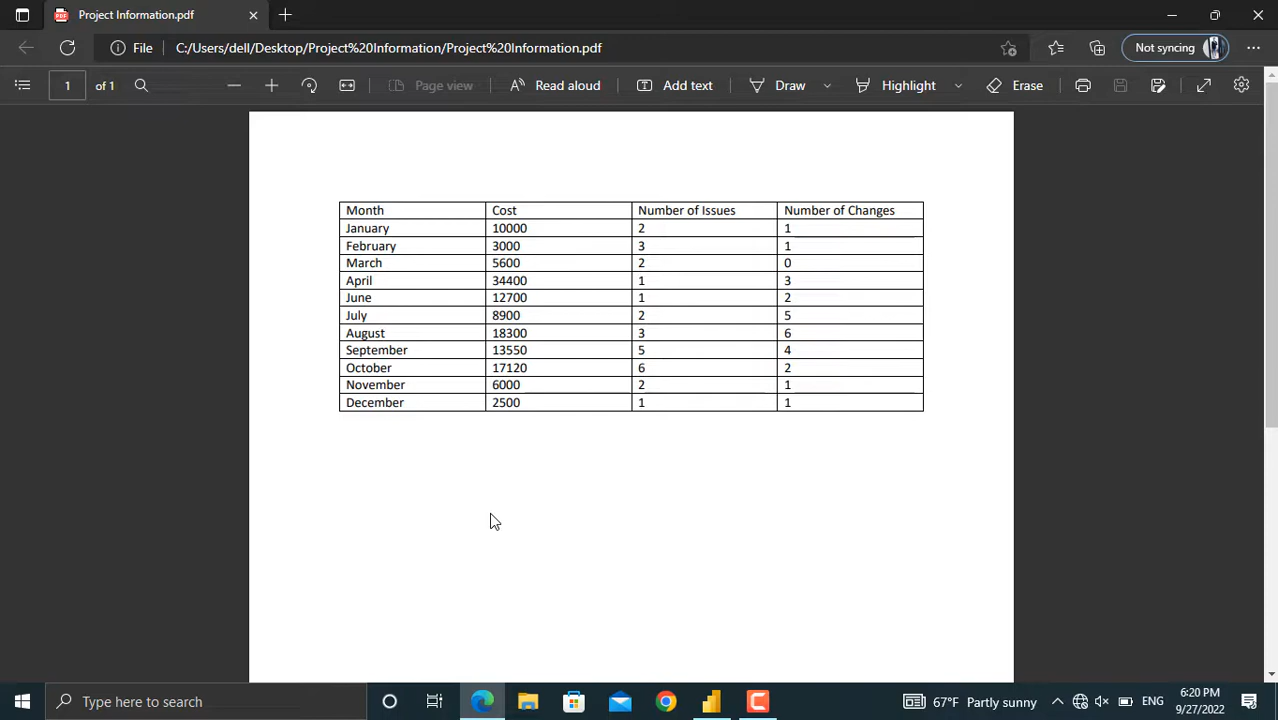 Project Information.pdf
File C:/Users/dell/Desktop/Project%20Information/Project%20Information.pdf Not syncing
1 of 1 Page view Read aloud Add text Draw Highlight Erase
Month Cost Number of Issues Number of Changes
January 10000 2 1
February 3000 3 1
March 5600 2 0
April 34400 1 3
June 12700 1 2
July 8900 2 5
August 18300 3 6
September 13550 5 4
October 17120 6 2
November 6000 2 1
December 2500 1 1
Type here to search 67°F Partly sunny ENG 6:20 PM
9/27/2022